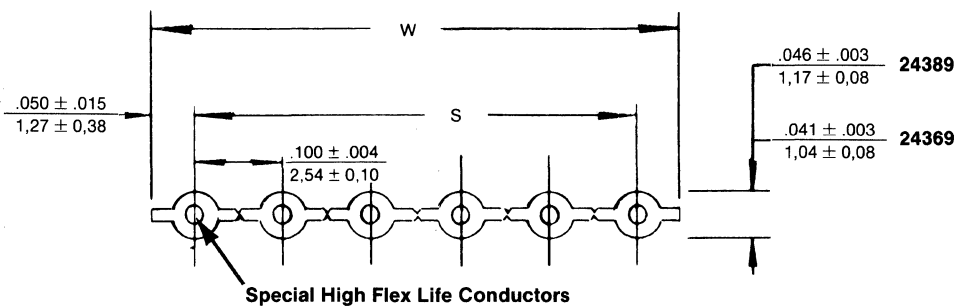 W
.046 ± .003
1,17 ± 0,08
24389
.050 ± .015
1,27 ± 0,38
S
.041 ± .003
1,04 ± 0,08
24369
.100 ± .004
2,54 ± 0,10
Special High Flex Life Conductors